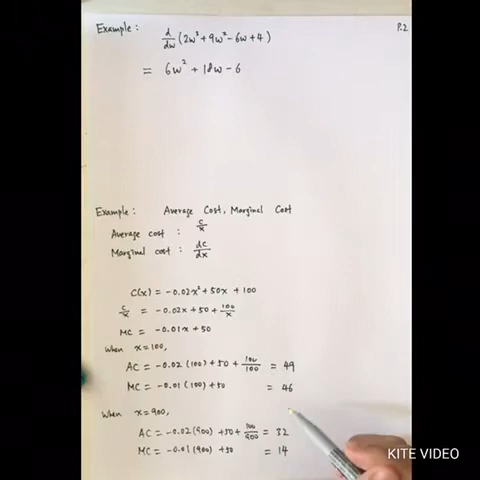 Example: d/dw (2w³ + 9w² - 6w + 4) P.2
= 6w² + 18w - 6
Example: Average Cost, Marginal Cost
Average cost : C/x
Marginal cost : dC/dx
C(x) = -0.02x² + 50x + 100
C/x = -0.02x + 50 + 100/x
MC = -0.01x + 50
When x=100,
AC = -0.02 (100) + 50 + 100/100 = 49
MC = -0.01 (100) + 50 = 46
When x=900,
AC = -0.02 (900) + 50 + 100/900 = 32
MC = -0.01 (900) + 50 = 14
KITE VIDEO